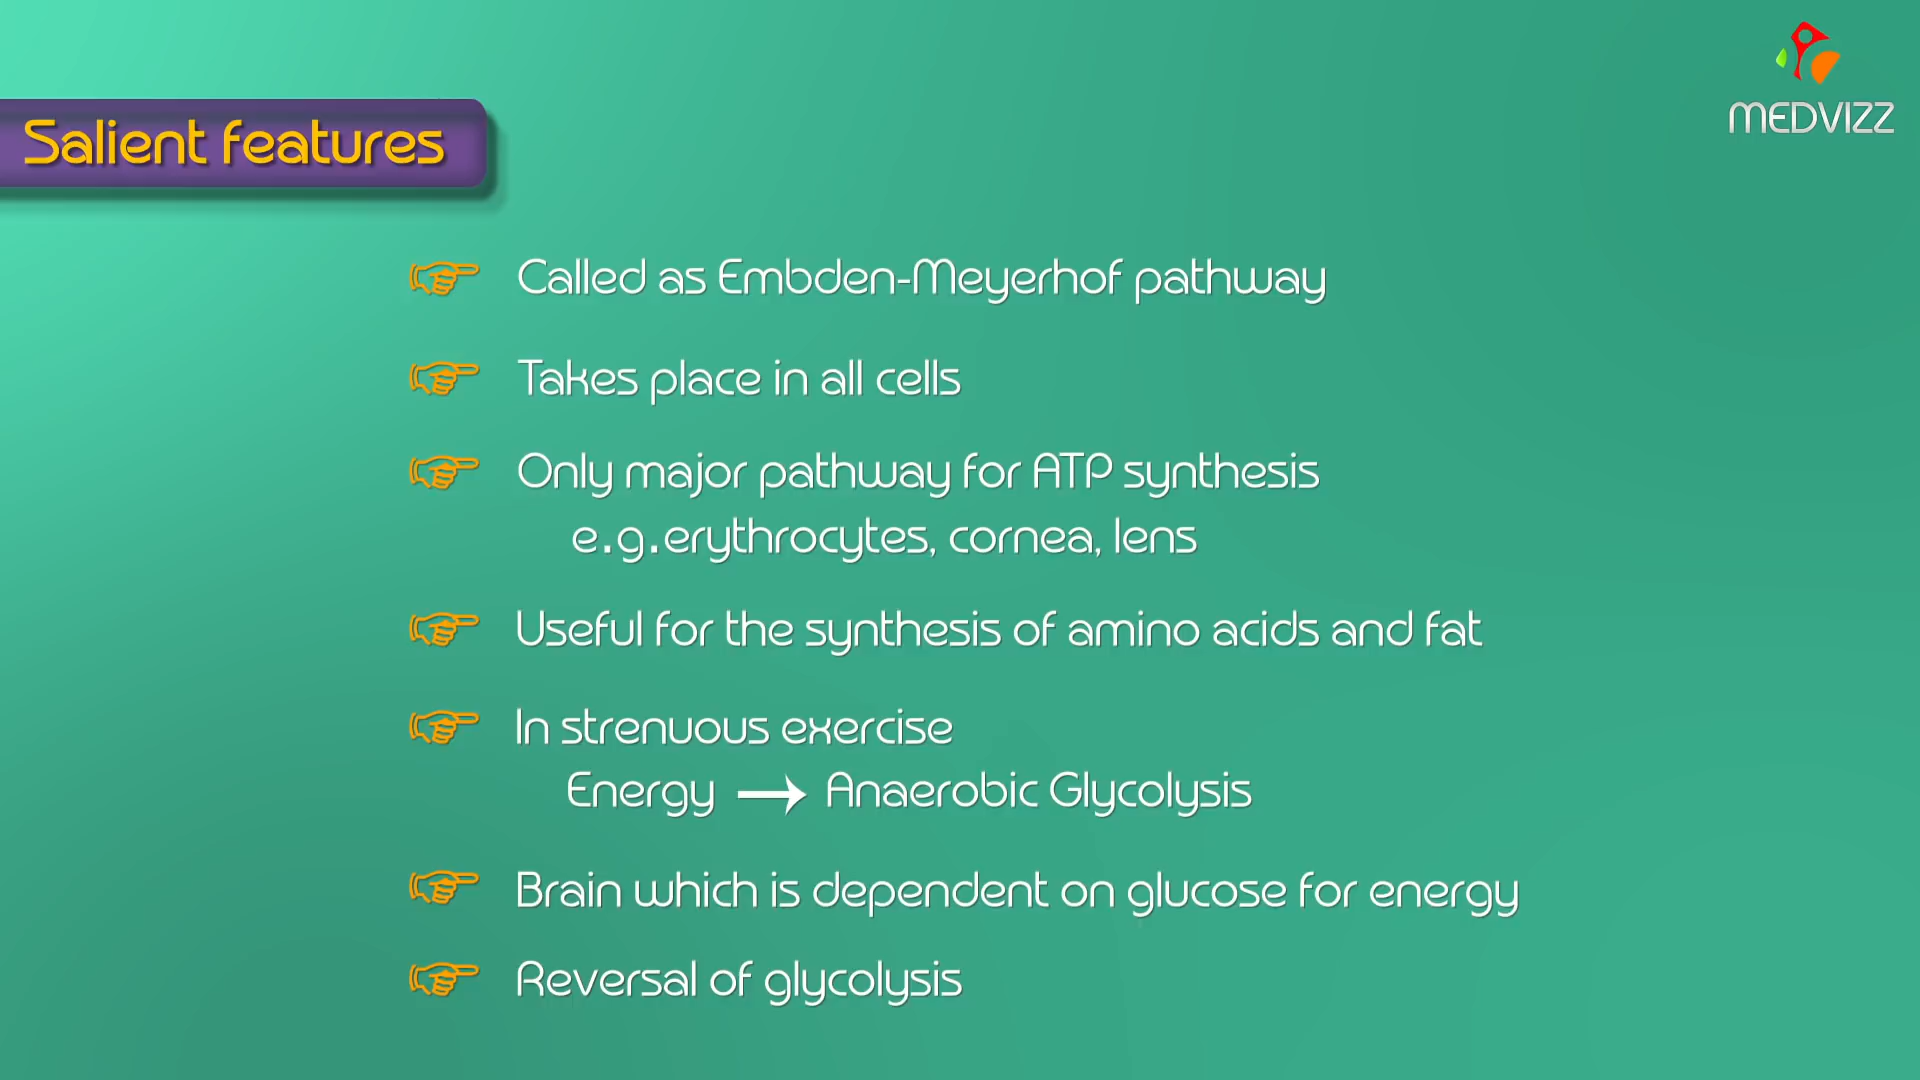 MEDVIZZ
Salient features
Called as Embden-Meyerhof pathway
Takes place in all cells
Only major pathway for ATP synthesis
e.g.erythrocytes, cornea, lens
Useful for the synthesis of amino acids and fat
In strenuous exercise
Energy → Anaerobic Glycolysis
Brain which is dependent on glucose for energy
Reversal of glycolysis